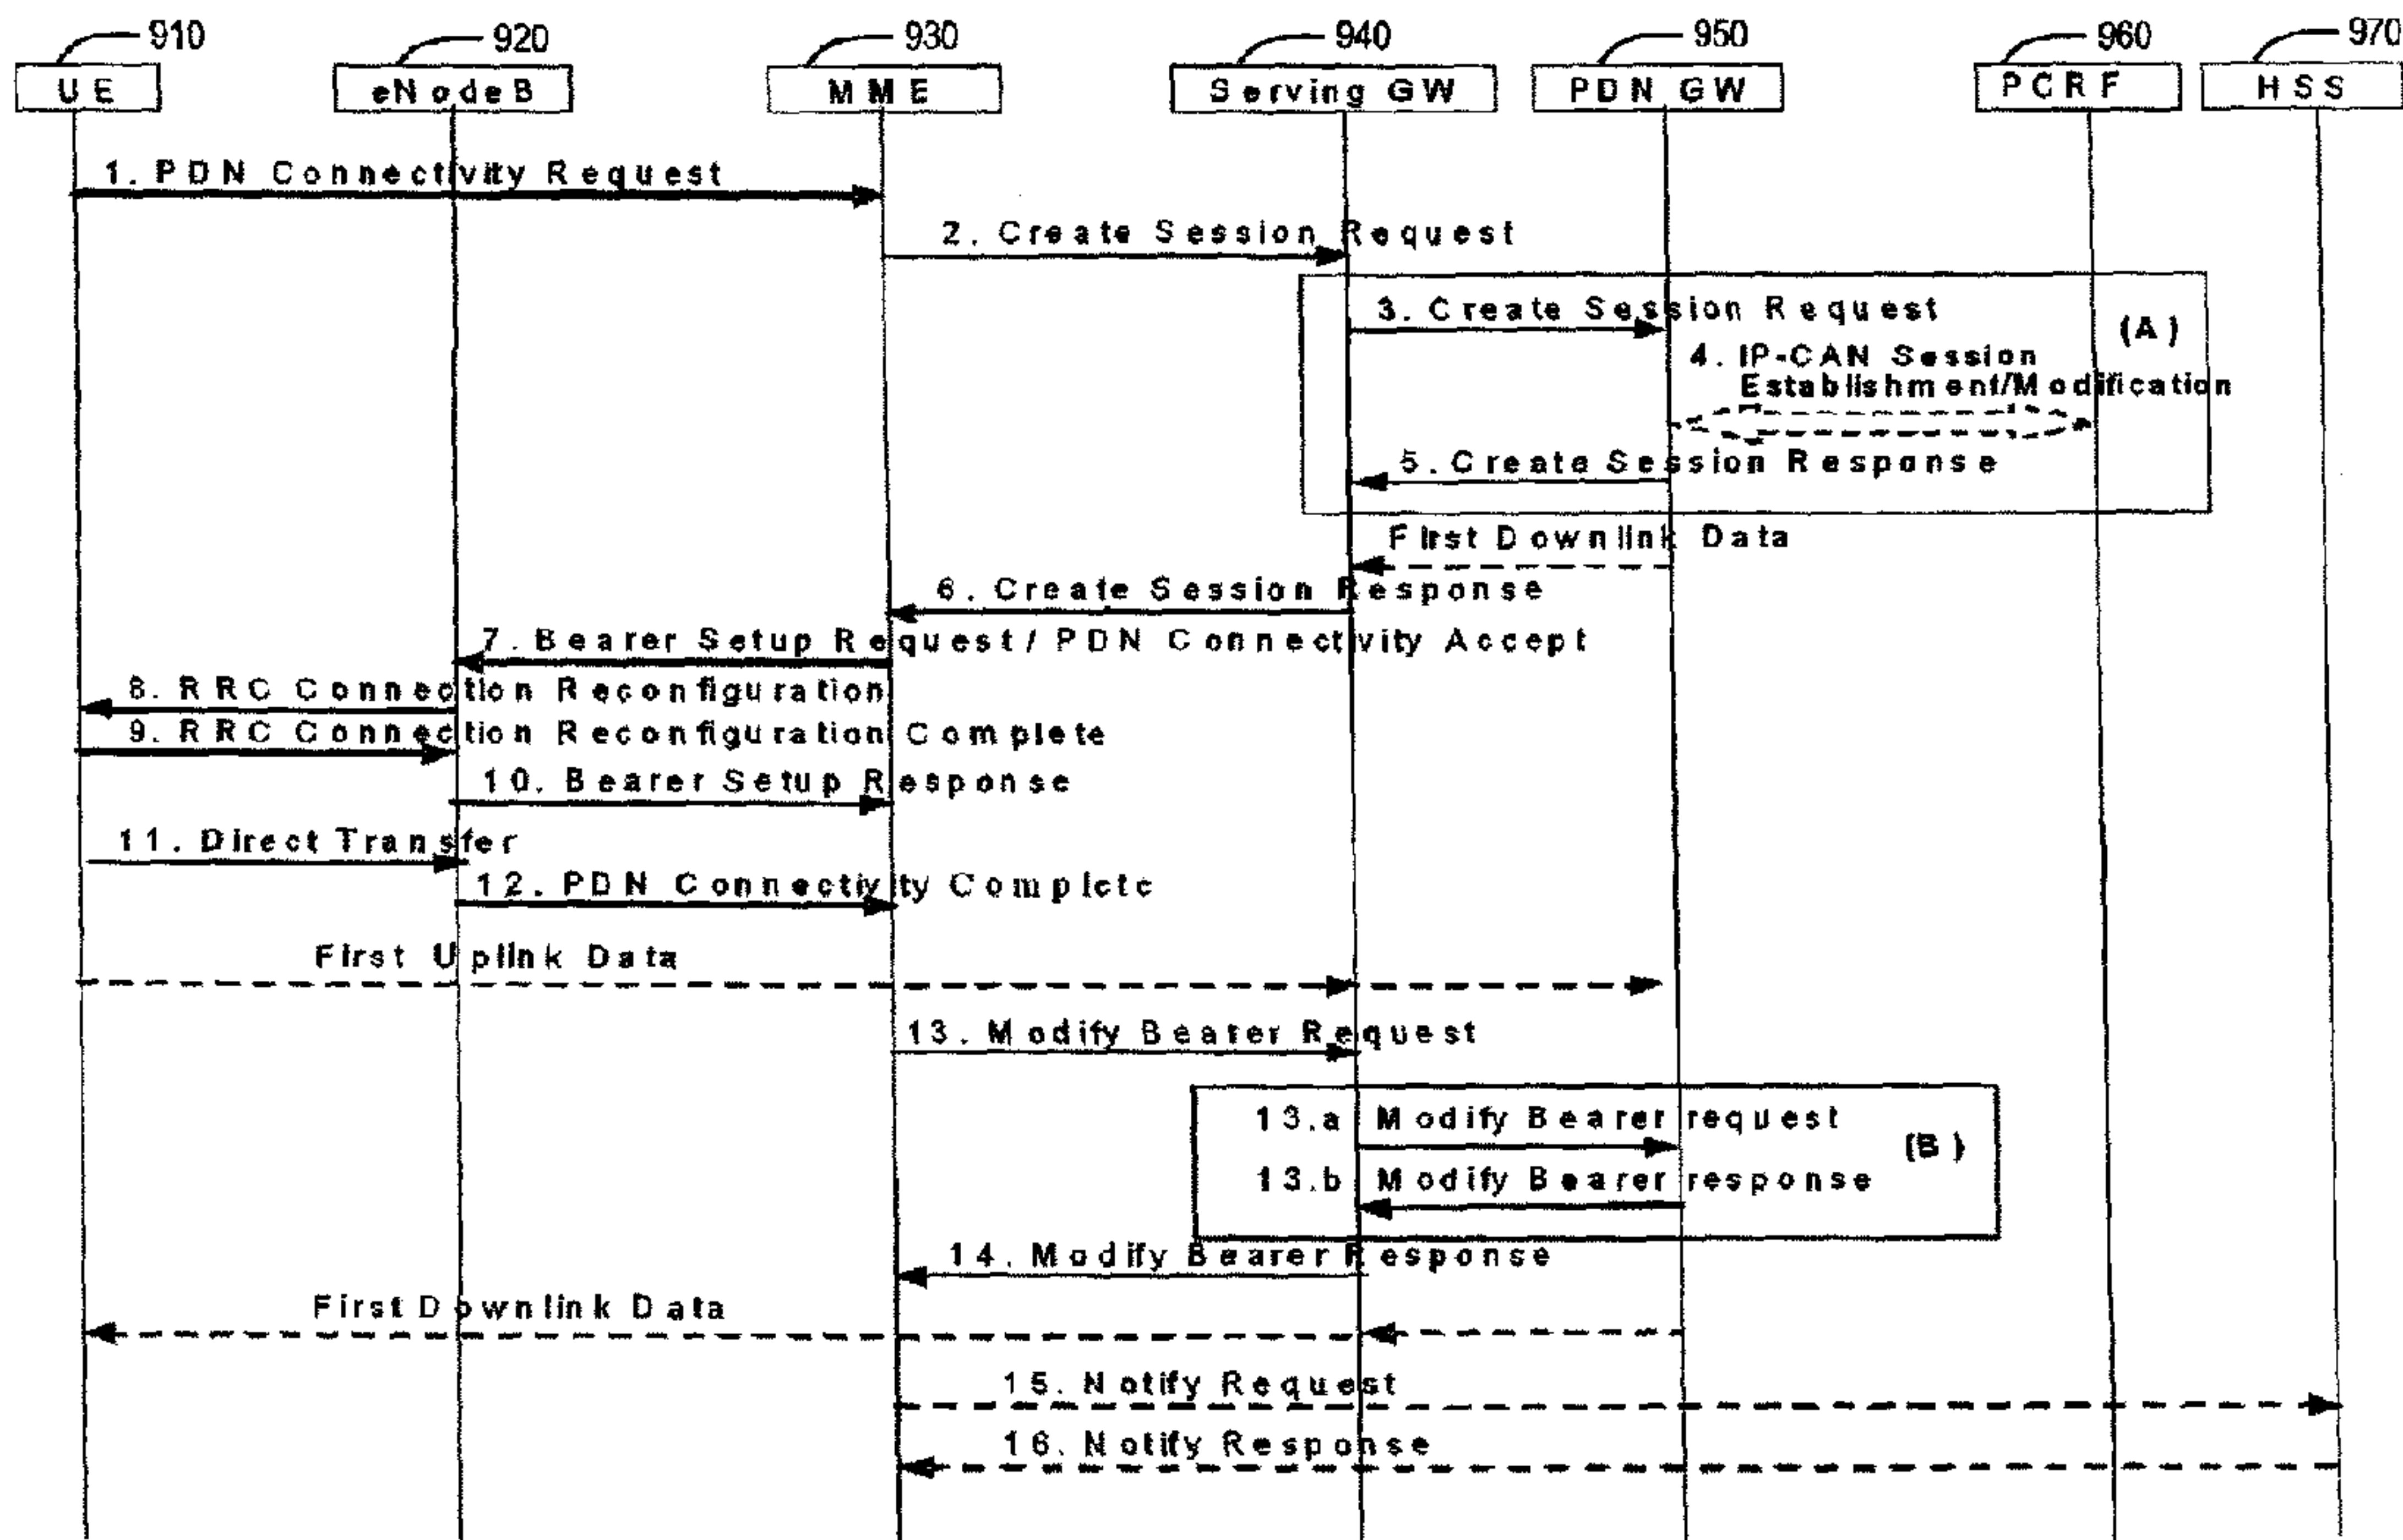 910 920 930 940 950 960 970
UE eNodeB MME Serving GW PDN GW PCRF HSS
1. PDN Connectivity Request
2. Create Session Request
3. Create Session Request
(A)
4. IP-CAN Session
Establishment/Modification
5. Create Session Response
First Downlink Data
6. Create Session Response
7. Bearer Setup Request / PDN Connectivity Accept
8. RRC Connection Reconfiguration
9. RRC Connection Reconfiguration Complete
10. Bearer Setup Response
11. Direct Transfer
12. PDN Connectivity Complete
First Uplink Data
13. Modify Bearer Request
13.a Modify Bearer request
(B)
13.b Modify Bearer response
14. Modify Bearer Response
First Downlink Data
15. Notify Request
16. Notify Response